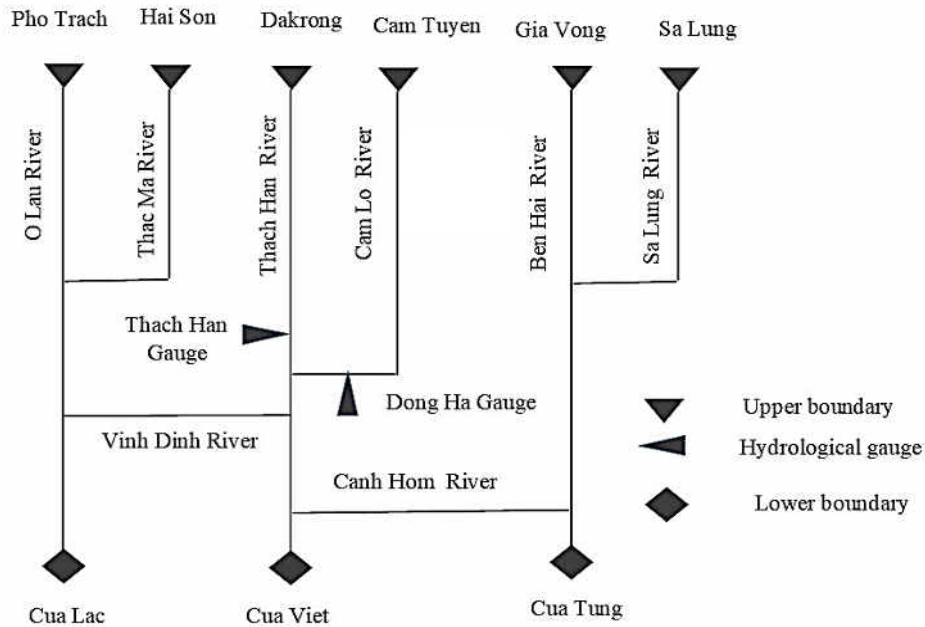 Pho Trach
Hai Son
Dakrong
Cam Tuyen
Gia Vong
Sa Lung
O Lau River
Thac Ma River
Thach Han River
Cam Lo River
Ben Hai River
Sa Lung River
Thach Han
Gauge
Dong Ha Gauge
Vinh Dinh River
Canh Hom River
Upper boundary
Hydrological gauge
Lower boundary
Cua Lac
Cua Viet
Cua Tung